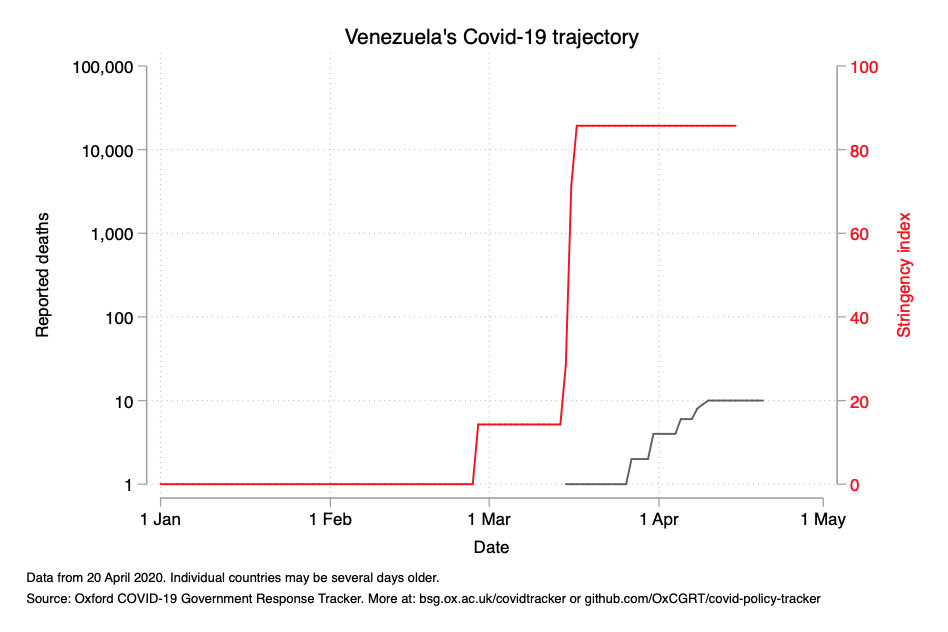 Venezuela's Covid-19 trajectory
100,000
10,000
1,000
100
10
1
Reported deaths
100
80
60
40
20
0
Stringency index
1 Jan
1 Feb
1 Mar
1 Apr
1 May
Date
Data from 20 April 2020. Individual countries may be several days older.
Source: Oxford COVID-19 Government Response Tracker. More at: bsg.ox.ac.uk/covidtracker or github.com/OxCGRT/covid-policy-tracker